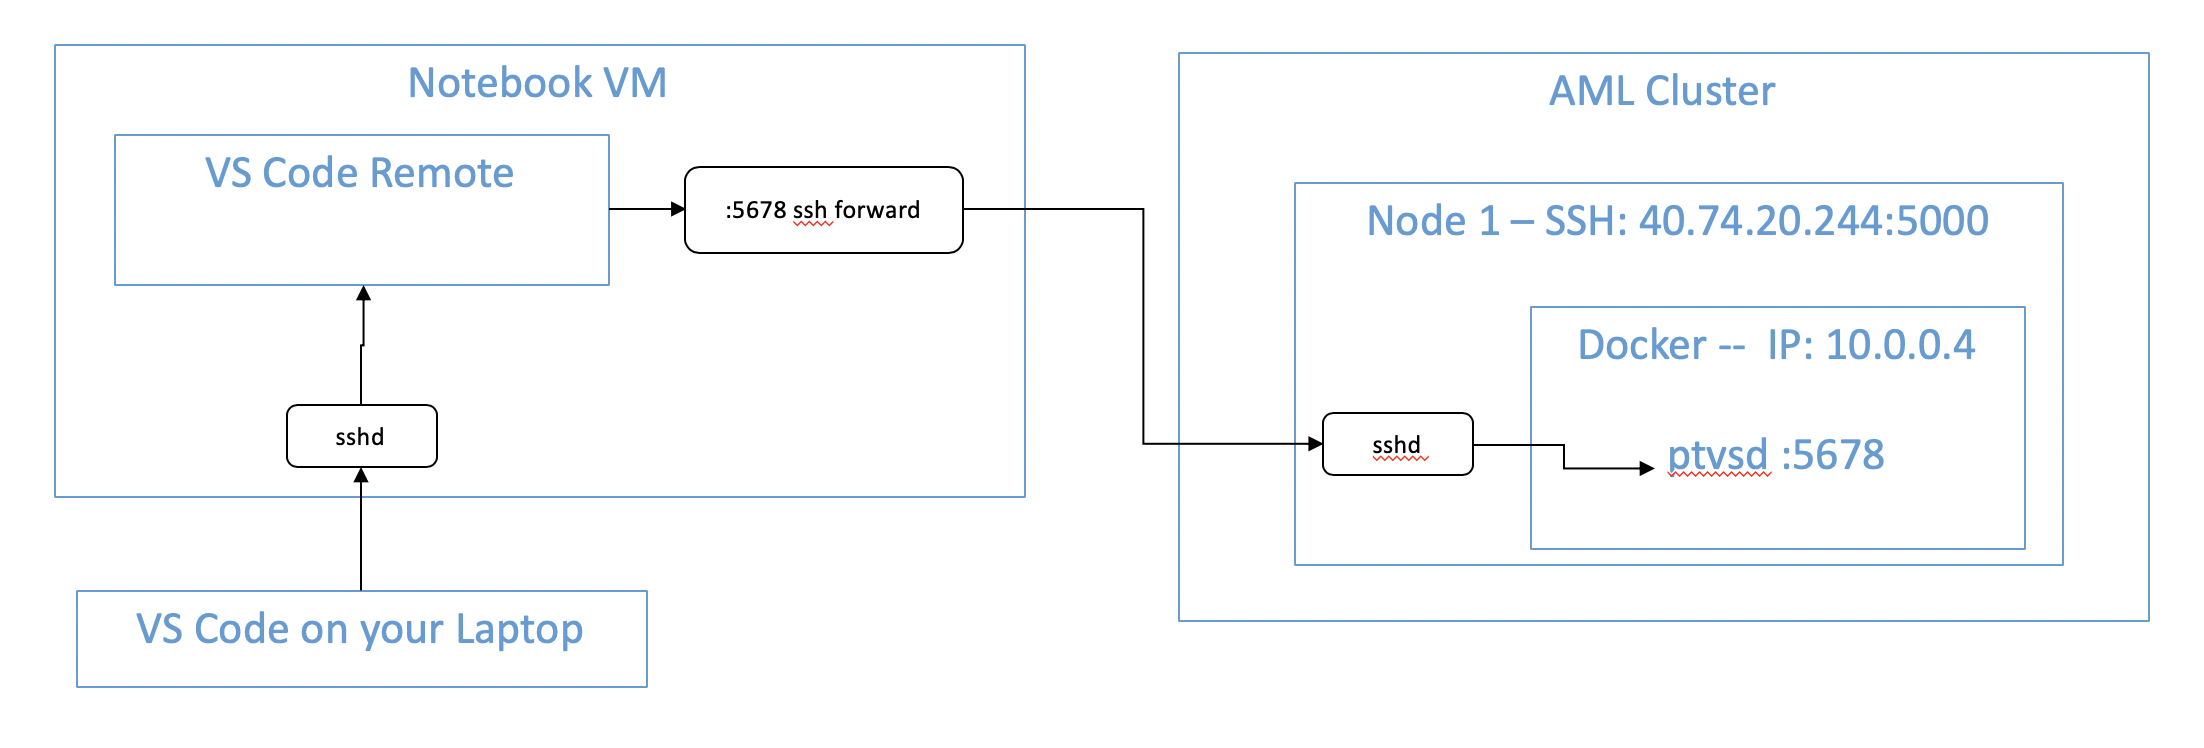 Notebook VM
VS Code Remote
:5678 ssh forward
sshd
VS Code on your Laptop
AML Cluster
Node 1 – SSH: 40.74.20.244:5000
Docker --  IP: 10.0.0.4
sshd
ptvsd :5678